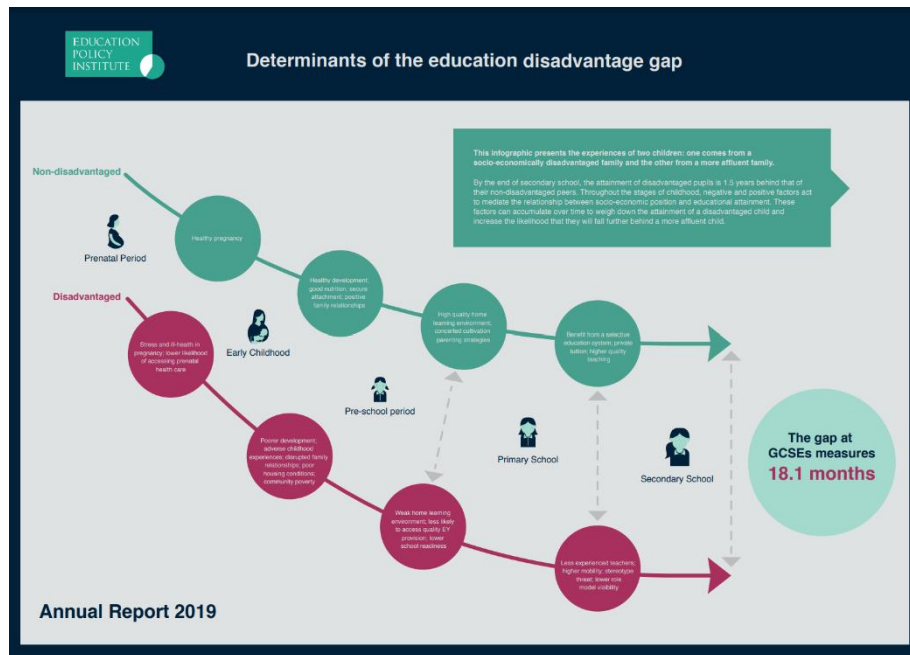 EDUCATION
POLICY
INSTITUTE
Determinants of the education disadvantage gap
This infographic presents the experiences of two children: one comes from a
socio-economically disadvantaged family and the other from a more affluent family.
By the end of secondary school, the attainment of disadvantaged pupils is 1.5 years behind that of
their non-disadvantaged peers. Throughout the stages of childhood, negative and positive factors act
to mediate the relationship between socio-economic position and educational attainment. These
factors can accumulate over time to weigh down the attainment of a disadvantaged child and
increase the likelihood that they will fall further behind a more affluent child.
Non-disadvantaged
Prenatal Period
Healthy pregnancy
Healthy development;
good nutrition; secure
attachment; positive
family relationships
High quality home
learning environment;
concerted cultivation
parenting strategies
Benefit from a selective
education system; private
tuition; higher quality
teaching
Disadvantaged
Stress and ill-health in
pregnancy; lower likelihood
of accessing prenatal
health care
Early Childhood
Pre-school period
Primary School
Secondary School
Poorer development;
adverse childhood
experiences; disrupted family
relationships; poor
housing conditions;
community poverty
Weak home learning
environment; less likely
to access quality EY
provision; lower
school readiness
Less experienced teachers;
higher mobility; stereotype
threat; lower role
model visibility
The gap at
GCSEs measures
18.1 months
Annual Report 2019